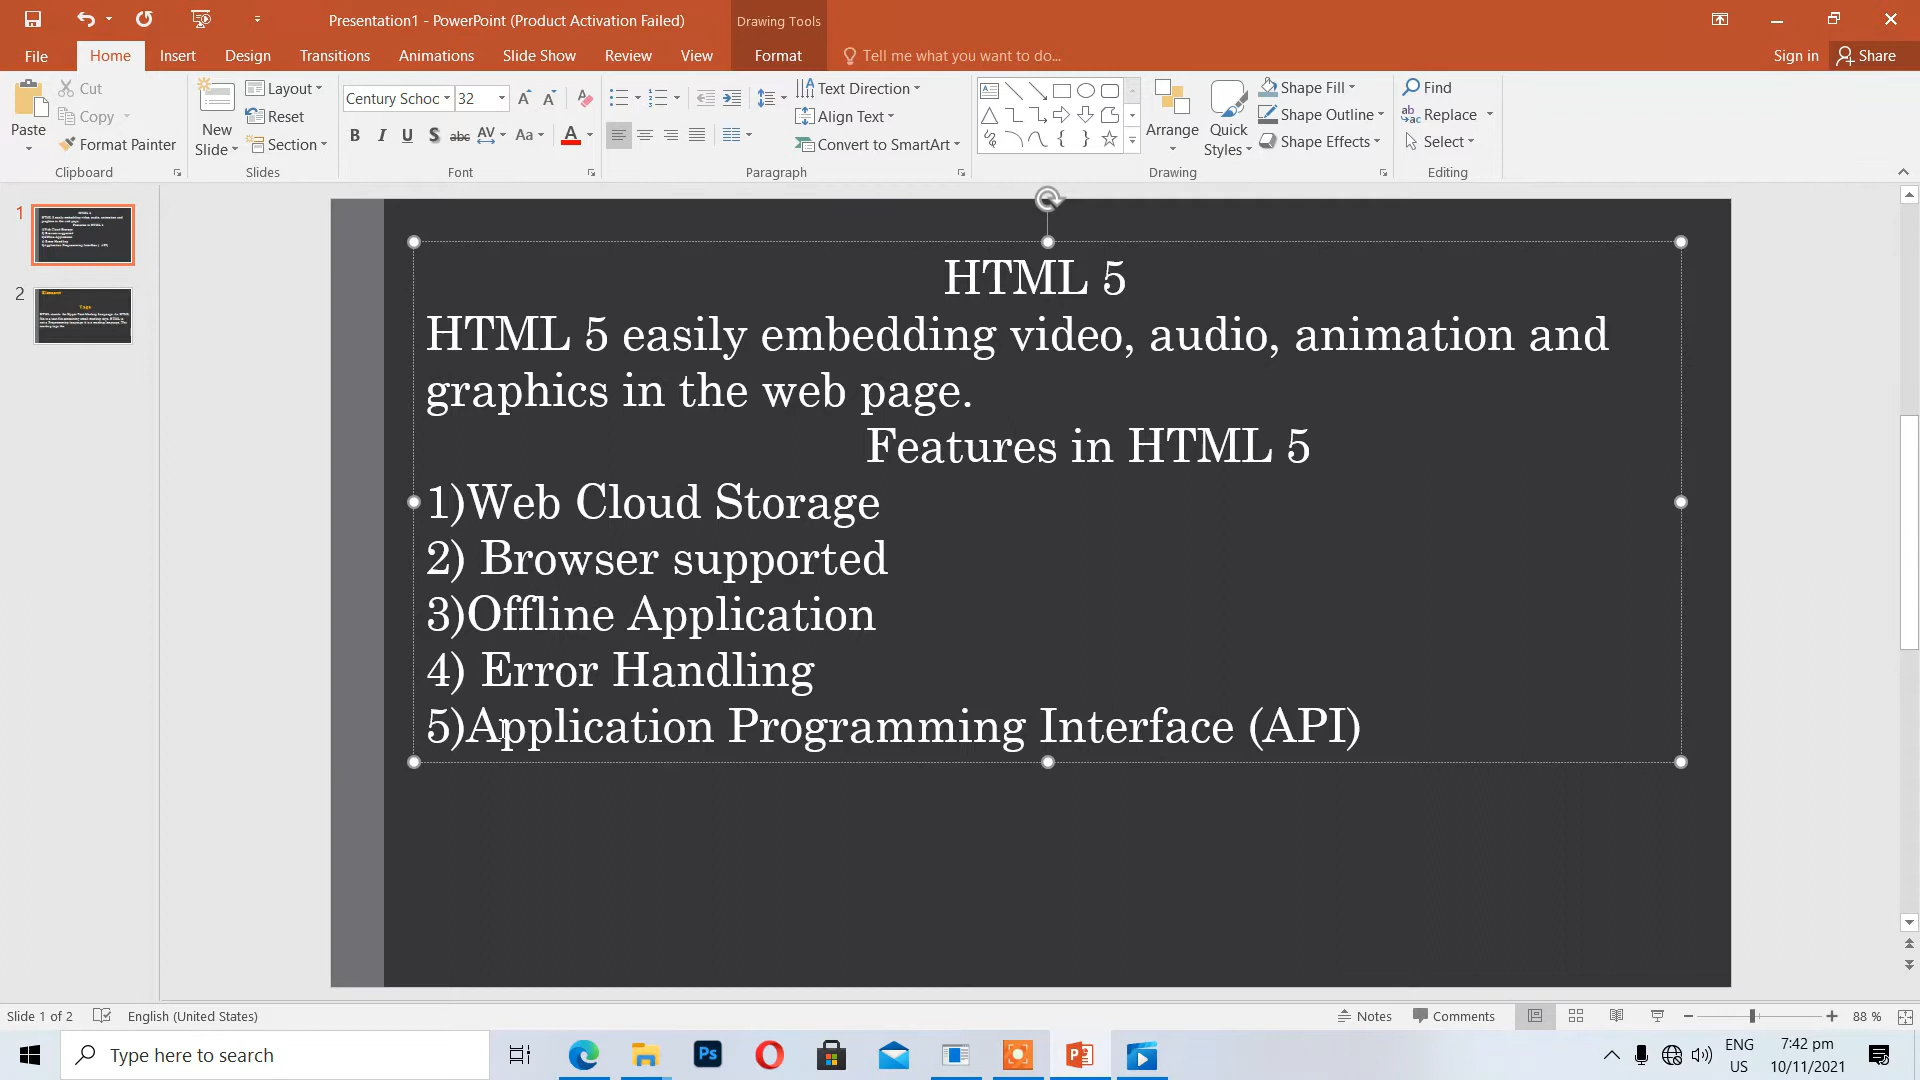 Presentation1 - PowerPoint (Product Activation Failed)
Drawing Tools
File
Home
Insert
Design
Transitions
Animations
Slide Show
Review
View
Format
Tell me what you want to do...
Sign in
Share
Paste
Cut
Copy
Format Painter
Clipboard
New Slide
Layout
Reset
Section
Slides
Century Schoc
32
B I U S abc AV Aa A
Font
Text Direction
Align Text
Convert to SmartArt
Paragraph
Arrange
Quick Styles
Shape Fill
Shape Outline
Shape Effects
Drawing
Find
Replace
Select
Editing
1
2
HTML 5
HTML 5 easily embedding video, audio, animation and
graphics in the web page.
Features in HTML 5
1)Web Cloud Storage
2) Browser supported
3)Offline Application
4) Error Handling
5)Application Programming Interface (API)
Slide 1 of 2
English (United States)
Notes
Comments
88 %
Type here to search
Ps
ENG
US
7:42 pm
10/11/2021